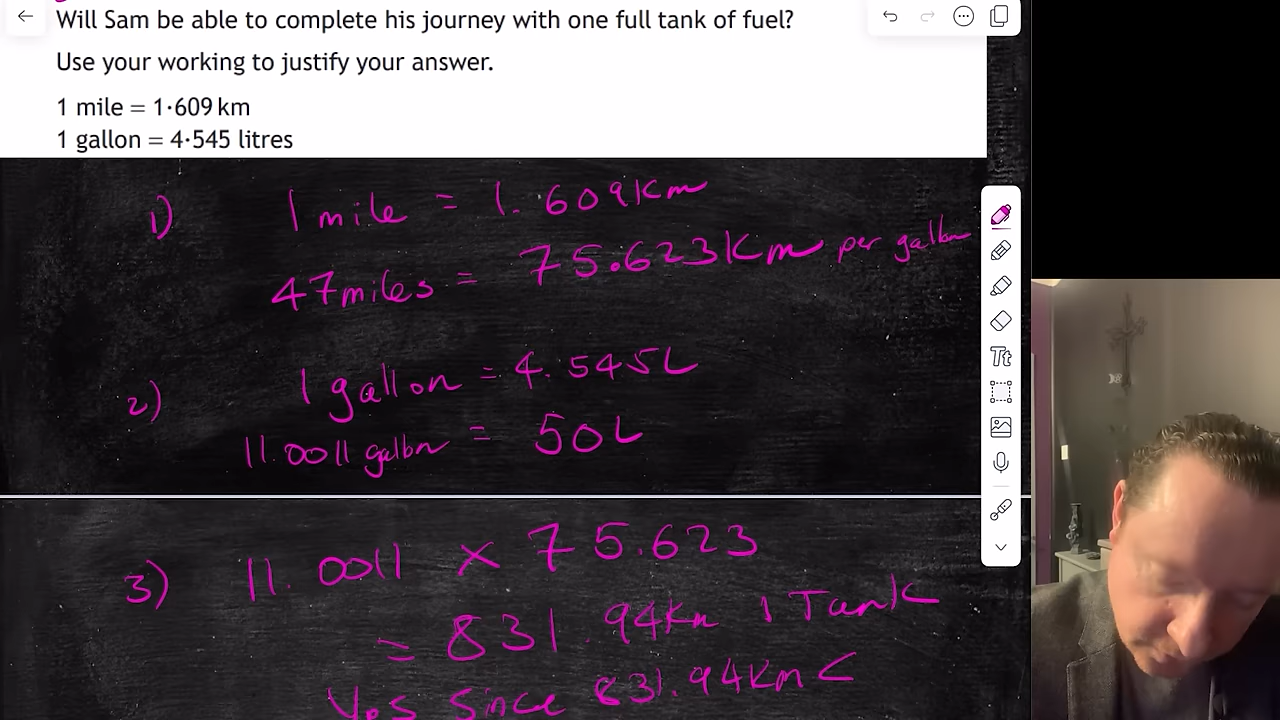 Will Sam be able to complete his journey with one full tank of fuel?
Use your working to justify your answer.
1 mile = 1·609 km
1 gallon = 4·545 litres
1) 1 mile = 1.609Km
47miles = 75.623Km per gallon
2) 1 gallon = 4.545L
11.0011 gallon = 50L
3) 11.0011 x 75.623
= 831.94Km 1 Tank
Yes Since 831.94Km <
Tt